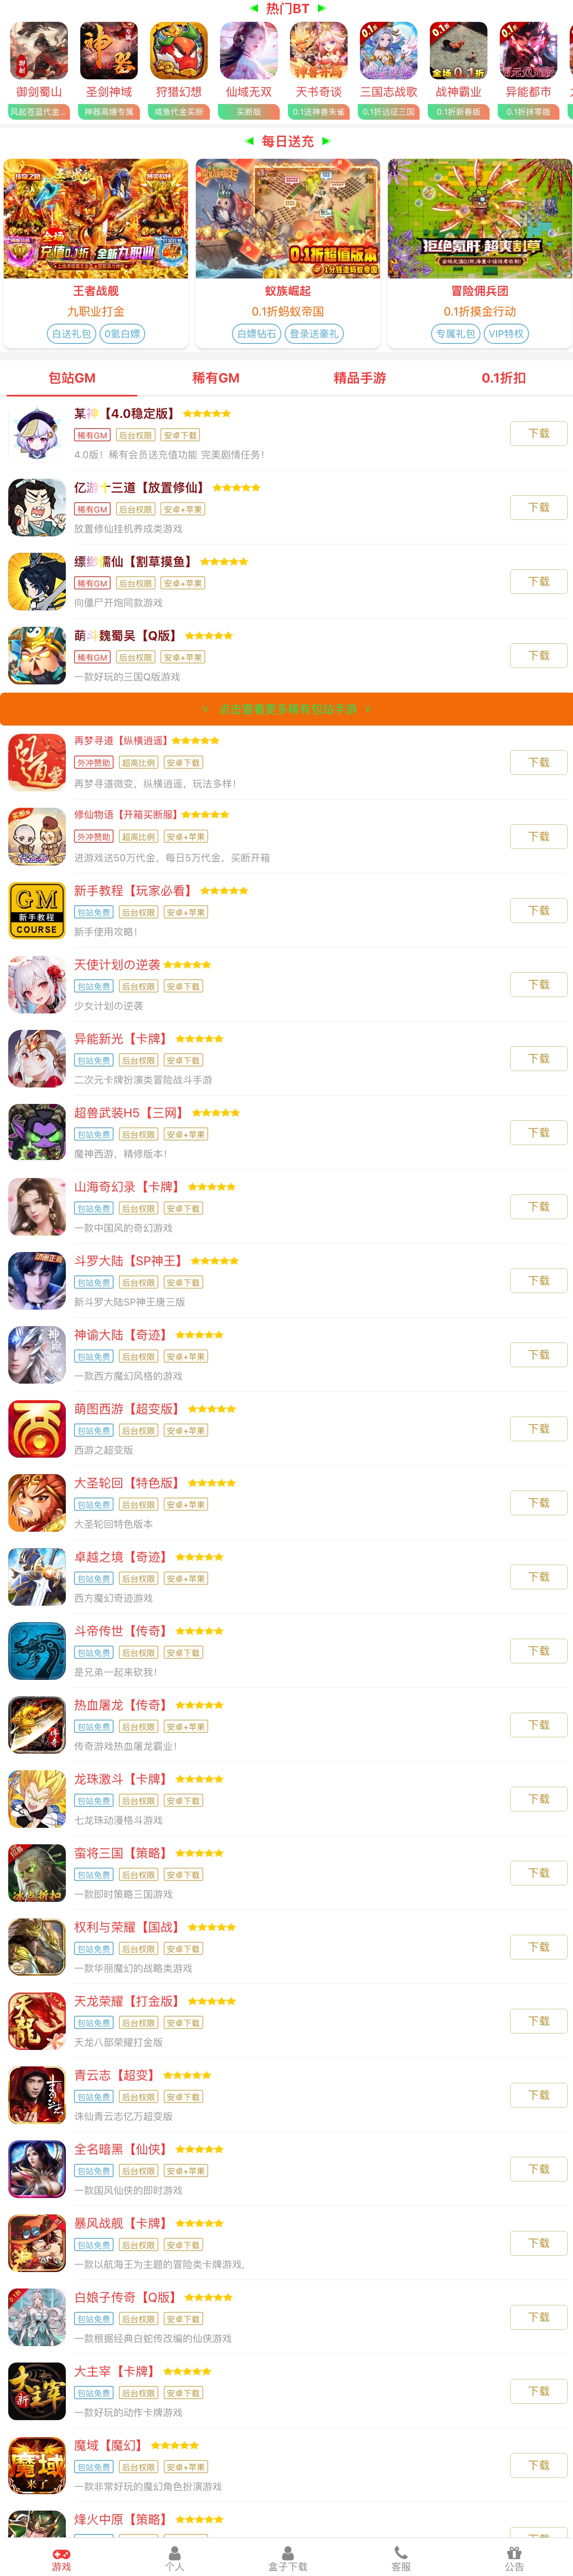 热门BT
御剑蜀山
圣剑神域
狩猎幻想
仙域无双
天书奇谈
三国志战歌
战神霸业
异能都市
风起苍蓝代金...
神器高爆专属
咸鱼代金买断
买断版
0.1送神兽朱雀
0.1折远征三国
0.1折新春版
0.1折抹零版
每日送充
王者战舰
蚁族崛起
冒险佣兵团
九职业打金
0.1折蚂蚁帝国
0.1折摸金行动
白送礼包 0氪白嫖
白嫖钻石 登录送豪礼
专属礼包 VIP特权
包站GM
稀有GM
精品手游
0.1折扣
某神【4.0稳定版】
稀有GM 后台权限 安卓下载
4.0版！稀有会员送充值功能 完美剧情任务！
下载
亿游十三道【放置修仙】
稀有GM 后台权限 安卓+苹果
放置修仙挂机养成类游戏
下载
缥缈儒仙【割草摸鱼】
稀有GM 后台权限 安卓+苹果
向僵尸开炮同款游戏
下载
萌斗魏蜀吴【Q版】
稀有GM 后台权限 安卓+苹果
一款好玩的三国Q版游戏
下载
点击查看更多稀有包站手游
再梦寻道【纵横逍遥】
外冲赞助 超高比例 安卓下载
再梦寻道微变，纵横逍遥，玩法多样！
下载
修仙物语【开箱买断服】
外冲赞助 超高比例 安卓+苹果
进游戏送50万代金，每日5万代金，买断开箱
下载
新手教程【玩家必看】
包站免费 后台权限 安卓+苹果
新手使用攻略！
下载
天使计划の逆袭
包站免费 后台权限 安卓下载
少女计划の逆袭
下载
异能新光【卡牌】
包站免费 后台权限 安卓下载
二次元卡牌扮演类冒险战斗手游
下载
超兽武装H5【三网】
包站免费 后台权限 安卓+苹果
魔神西游，精修版本！
下载
山海奇幻录【卡牌】
包站免费 后台权限 安卓+苹果
一款中国风的奇幻游戏
下载
斗罗大陆【SP神王】
包站免费 后台权限 安卓下载
新斗罗大陆SP神王唐三版
下载
神谕大陆【奇迹】
包站免费 后台权限 安卓+苹果
一款西方魔幻风格的游戏
下载
萌图西游【超变版】
包站免费 后台权限 安卓+苹果
西游之超变版
下载
大圣轮回【特色版】
包站免费 后台权限 安卓+苹果
大圣轮回特色版本
下载
卓越之境【奇迹】
包站免费 后台权限 安卓+苹果
西方魔幻奇迹游戏
下载
斗帝传世【传奇】
包站免费 后台权限 安卓下载
是兄弟一起来砍我！
下载
热血屠龙【传奇】
包站免费 后台权限 安卓+苹果
传奇游戏热血屠龙霸业！
下载
龙珠激斗【卡牌】
包站免费 后台权限 安卓下载
七龙珠动漫格斗游戏
下载
蛮将三国【策略】
包站免费 后台权限 安卓下载
一款即时策略三国游戏
下载
权利与荣耀【国战】
包站免费 后台权限 安卓下载
一款华丽魔幻的战略类游戏
下载
天龙荣耀【打金版】
包站免费 后台权限 安卓下载
天龙八部荣耀打金版
下载
青云志【超变】
包站免费 后台权限 安卓下载
诛仙青云志亿万超变版
下载
全名暗黑【仙侠】
包站免费 后台权限 安卓+苹果
一款国风仙侠的即时游戏
下载
暴风战舰【卡牌】
包站免费 后台权限 安卓下载
一款以航海王为主题的冒险类卡牌游戏,
下载
白娘子传奇【Q版】
包站免费 后台权限 安卓下载
一款根据经典白蛇传改编的仙侠游戏
下载
大主宰【卡牌】
包站免费 后台权限 安卓下载
一款好玩的动作卡牌游戏
下载
魔域【魔幻】
包站免费 后台权限 安卓+苹果
一款非常好玩的魔幻角色扮演游戏
下载
烽火中原【策略】
游戏
个人
盒子下载
客服
公告